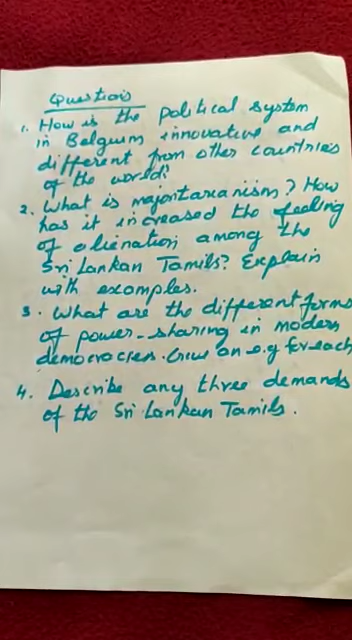 Questions
1. How is the political system
in Belgium innovative and
different from other countries
of the world?
2. What is majoritarianism? How
has it increased the feeling
of alienation among the
Sri Lankan Tamils? Explain
with examples.
3. What are the different forms
of power-sharing in modern
democracies. Give an e.g for each
4. Describe any three demands
of the Sri Lankan Tamils.